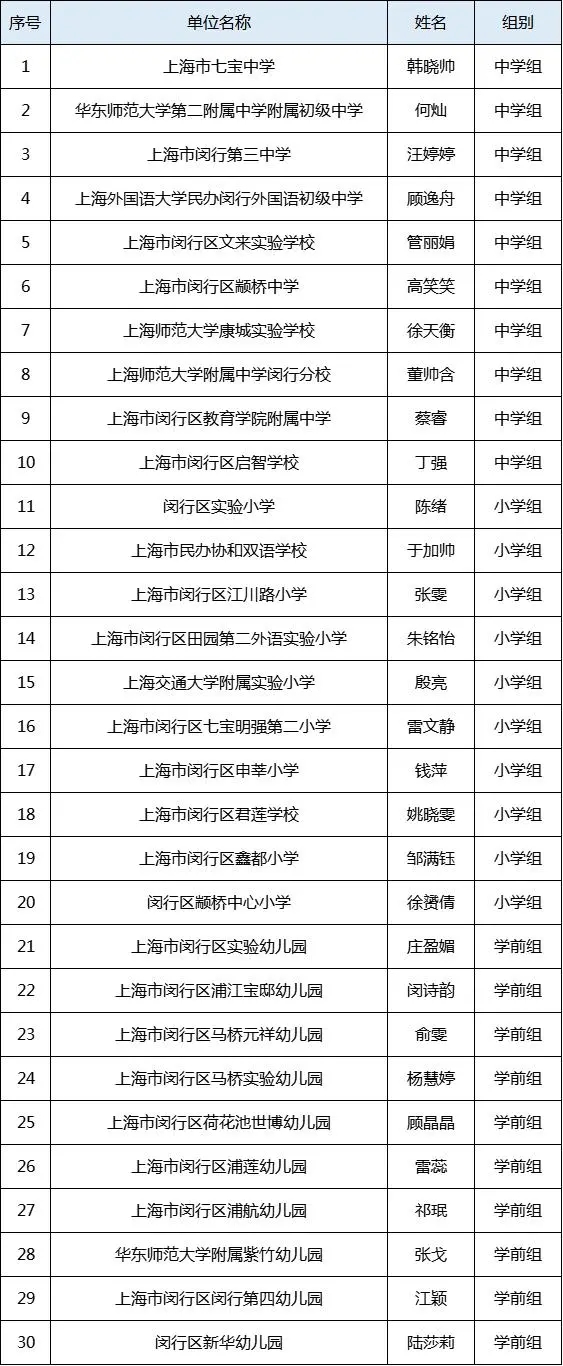 序号 单位名称 姓名 组别
1 上海市七宝中学 韩晓帅 中学组
2 华东师范大学第二附属中学附属初级中学 何灿 中学组
3 上海市闵行第三中学 汪婷婷 中学组
4 上海外国语大学民办闵行外国语初级中学 顾逸舟 中学组
5 上海市闵行区文来实验学校 管丽娟 中学组
6 上海市闵行区颛桥中学 高笑笑 中学组
7 上海师范大学康城实验学校 徐天衡 中学组
8 上海师范大学附属中学闵行分校 董帅含 中学组
9 上海市闵行区教育学院附属中学 蔡睿 中学组
10 上海市闵行区启智学校 丁强 中学组
11 闵行区实验小学 陈绪 小学组
12 上海市民办协和双语学校 于加帅 小学组
13 上海市闵行区江川路小学 张雯 小学组
14 上海市闵行区田园第二外语实验小学 朱铭怡 小学组
15 上海交通大学附属实验小学 殷亮 小学组
16 上海市闵行区七宝明强第二小学 雷文静 小学组
17 上海市闵行区申莘小学 钱萍 小学组
18 上海市闵行区君莲学校 姚晓雯 小学组
19 上海市闵行区鑫都小学 邹满钰 小学组
20 闵行区颛桥中心小学 徐赟倩 小学组
21 上海市闵行区实验幼儿园 庄盈媚 学前组
22 上海市闵行区浦江宝邸幼儿园 闵诗韵 学前组
23 上海市闵行区马桥元祥幼儿园 俞雯 学前组
24 上海市闵行区马桥实验幼儿园 杨慧婷 学前组
25 上海市闵行区荷花池世博幼儿园 顾晶晶 学前组
26 上海市闵行区浦莲幼儿园 雷蕊 学前组
27 上海市闵行区浦航幼儿园 祁珉 学前组
28 华东师范大学附属紫竹幼儿园 张戈 学前组
29 上海市闵行区闵行第四幼儿园 江颖 学前组
30 闵行区新华幼儿园 陆莎莉 学前组